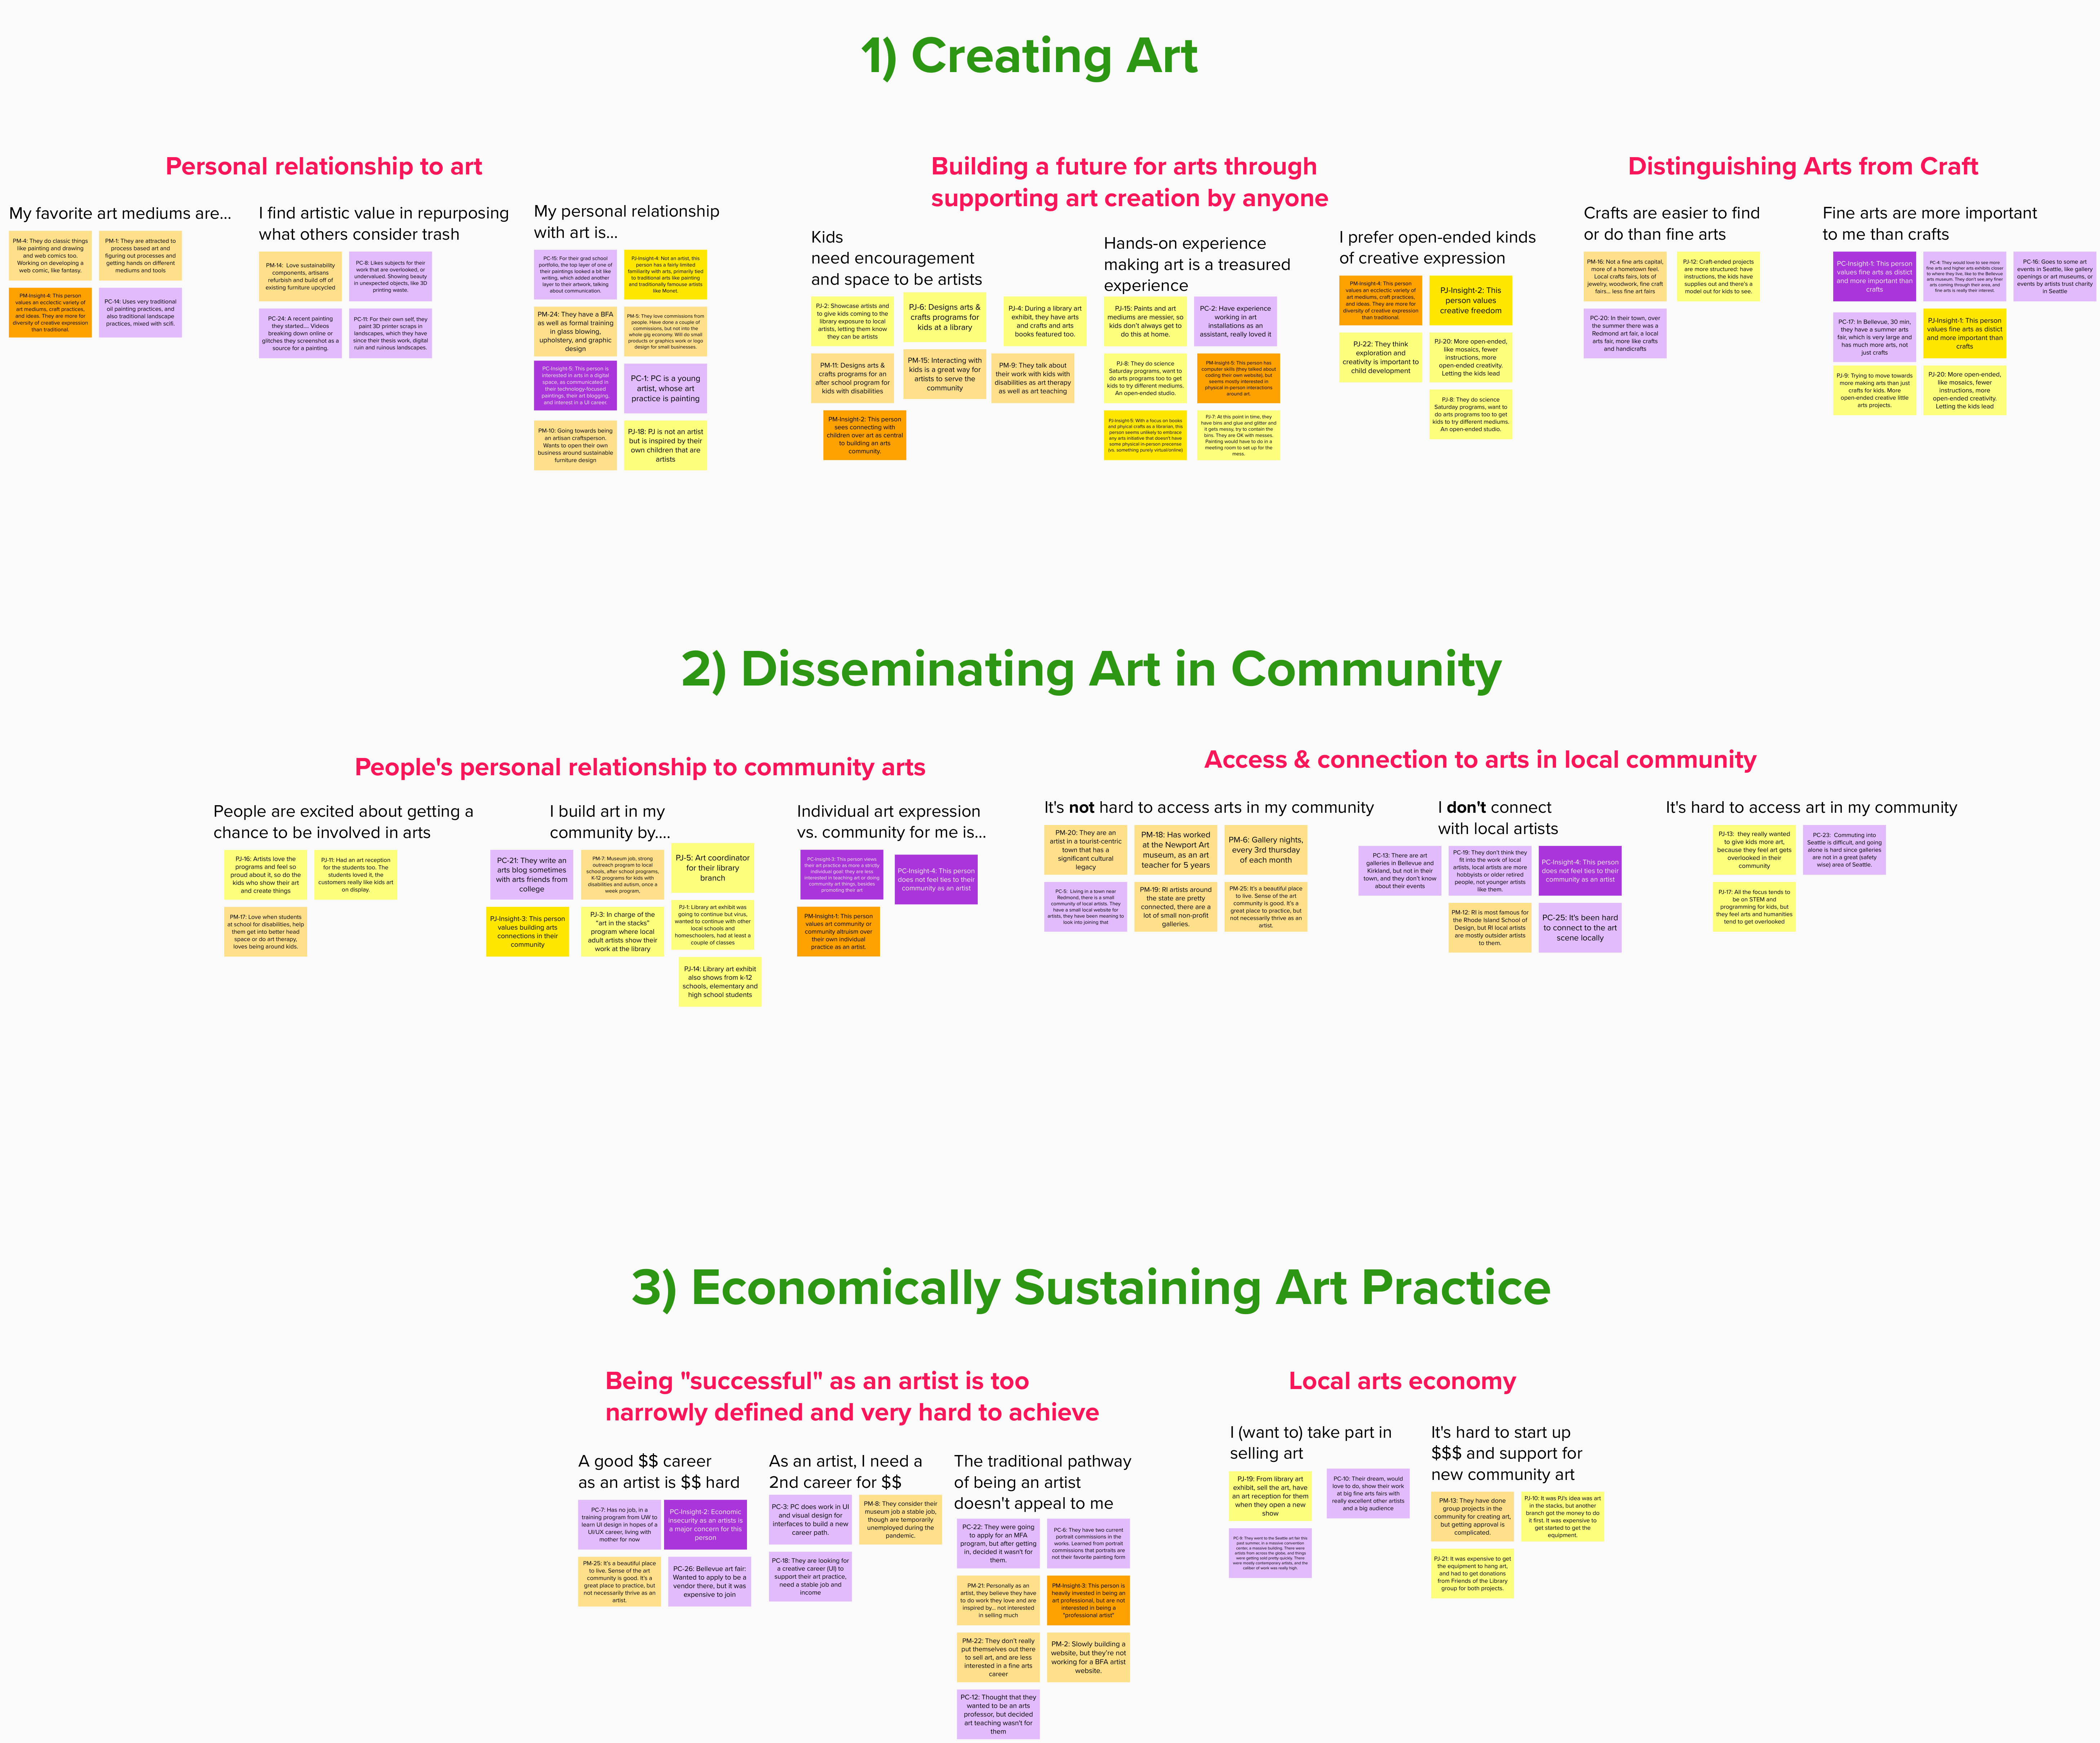 1) Creating Art
Personal relationship to art
My favorite art mediums are...
PM-4: They do classic things
like painting and drawing
and web comics too.
Working on developing a
web comic, like fantasy.
PM-1: They are attracted to
process based art and
figuring out processes and
getting hands on different
mediums and tools
PM-Insight-4: This person
values an ecclectic variety of
art mediums, craft practices,
and ideas. They are more for
diversity of creative expression
than traditional.
PC-14: Uses very traditional
oil painting practices, and
also traditional landscape
practices, mixed with scifi.
I find artistic value in repurposing
what others consider trash
PM-14: Love sustainability
components, artisans
refurbish and build off of
existing furniture upcycled
PC-8: Likes subjects for their
work that are overlooked, or
undervalued. Showing beauty
in unexpected objects, like 3D
printing waste.
PC-24: A recent painting
they started.... Videos
breaking down online or
glitches they screenshot as a
source for a painting.
PC-11: For their own self, they
paint 3D printer scraps in
landscapes, which they have
since their thesis work, digital
ruin and ruinous landscapes.
My personal relationship
with art is...
PC-15: For their grad school
portfolio, the top layer of one of
their paintings looked a bit like
writing, which added another
layer to their artwork, talking
about communication.
PJ-Insight-4: Not an artist, this
person has a fairly limited
familiarity with arts, primarily tied
to traditional arts like painting
and traditionally famouse artists
like Monet.
PM-24: They have a BFA
as well as formal training
in glass blowing,
upholstery, and graphic
design
PM-5: They love commissions from
people. Have done a couple of
commissions, but not into the
whole gig economy. Will do small
products or graphics work or logo
design for small businesses.
PC-Insight-5: This person is
interested in arts in a digital
space, as communicated in
their technology-focused
paintings, their art blogging,
and interest in a UI career.
PC-1: PC is a young
artist, whose art
practice is painting
PM-10: Going towards being
an artisan craftsperson.
Wants to open their own
business around sustainable
furniture design
PJ-18: PJ is not an artist
but is inspired by their
own children that are
artists
Building a future for arts through
supporting art creation by anyone
Kids
need encouragement
and space to be artists
PJ-2: Showcase artists and
to give kids coming to the
library exposure to local
artists, letting them know
they can be artists
PJ-6: Designs arts &
crafts programs for
kids at a library
PJ-4: During a library art
exhibit, they have arts
and crafts and arts
books featured too.
PM-11: Designs arts &
crafts programs for an
after school program for
kids with disabilities
PM-15: Interacting with
kids is a great way for
artists to serve the
community
PM-9: They talk about
their work with kids with
disabilities as art therapy
as well as art teaching
PM-Insight-2: This person
sees connecting with
children over art as central
to building an arts
community.
Hands-on experience
making art is a treasured
experience
PJ-15: Paints and art
mediums are messier, so
kids don't always get to
do this at home.
PC-2: Have experience
working in art
installations as an
assistant, really loved it
PJ-8: They do science
Saturday programs, want to
do arts programs too to get
kids to try different mediums.
An open-ended studio.
PM-Insight-5: This person has
computer skills (they talked about
coding their own website), but
seems mostly interested in
physical in-person interactions
around art
PJ-Insight-5: With a focus on books
and physical crafts as a librarian, this
person seems unlikely to embrace
any arts initiative that doesn't have
some physical in-person precense
(vs. something purely virtual/online)
PJ-7: At this point in time, they
have bins and glue and glitter and
it gets messy, try to contain the
bins. They are OK with messes.
Painting would have to do in a
meeting room to set up for the
mess.
I prefer open-ended kinds
of creative expression
PM-Insight-4: This person
values an ecclectic variety of
art mediums, craft practices,
and ideas. They are more for
diversity of creative expression
than traditional.
PJ-Insight-2: This
person values
creative freedom
PJ-22: They think
exploration and
creativity is important to
child development
PJ-20: More open-ended,
like mosaics, fewer
instructions, more
open-ended creativity.
Letting the kids lead
PJ-8: They do science
Saturday programs, want to
do arts programs too to get
kids to try different mediums.
An open-ended studio.
Distinguishing Arts from Craft
Crafts are easier to find
or do than fine arts
PM-16: Not a fine arts capital,
more of a hometown feel.
Local crafts fairs, lots of
jewelry, woodwork, fine craft
fairs... less fine art fairs
PJ-12: Craft-ended projects
are more structured: have
instructions, the kids have
supplies out and there's a
model out for kids to see.
PC-20: In their town, over
the summer there was a
Redmond art fair, a local
arts fair, more like crafts
and handicrafts
Fine arts are more important
to me than crafts
PC-Insight-1: This person
values fine arts as distict
and more important than
crafts
PC-4: They would love to see more
fine arts and higher arts exhibits closer
to where they live, like to the Bellevue
arts museum. They don't see any finer
arts coming through their area, and
fine arts is really their interest.
PC-16: Goes to some art
events in Seattle, like gallery
openings or art museums, or
events by artists trust charity
in Seattle
PC-17: In Bellevue, 30 min,
they have a summer arts
fair, which is very large and
has much more arts, not
just crafts
PJ-Insight-1: This person
values fine arts as distict
and more important than
crafts
PJ-9: Trying to move towards
more making arts than just
crafts for kids. More
open-ended creative little
arts projects.
PJ-20: More open-ended,
like mosaics, fewer
instructions, more
open-ended creativity.
Letting the kids lead
2) Disseminating Art in Community
People's personal relationship to community arts
People are excited about getting a
chance to be involved in arts
PJ-16: Artists love the
programs and feel so
proud about it, so do the
kids who show their art
and create things
PJ-11: Had an art reception
for the students too. The
students loved it, the
customers really like kids art
on display.
PM-17: Love when students
at school for disabilities, help
them get into better head
space or do art therapy,
loves being around kids.
I build art in my
community by....
PC-21: They write an
arts blog sometimes
with arts friends from
college
PM-7: Museum job, strong
outreach program to local
schools, after school programs,
K-12 programs for kids with
disabilities and autism, once a
week program,
PJ-5: Art coordinator
for their library
branch
PJ-Insight-3: This person
values building arts
connections in their
community
PJ-3: In charge of the
"art in the stacks"
program where local
adult artists show their
work at the library
PJ-1: Library art exhibit was
going to continue but virus,
wanted to continue with other
local schools and
homeschoolers, had at least a
couple of classes
PJ-14: Library art exhibit
also shows from k-12
schools, elementary and
high school students
Individual art expression
vs. community for me is...
PC-Insight-3: This person views
their art practice as more a strictly
individual goal; they are less
interested in teaching art or doing
community art things, besides
promoting their art
PC-Insight-4: This person
does not feel ties to their
community as an artist
PM-Insight-1: This person
values art community or
community altruism over
their own individual
practice as an artist.
Access & connection to arts in local community
It's not hard to access arts in my community
PM-20: They are an
artist in a tourist-centric
town that has a
significant cultural
legacy
PM-18: Has worked
at the Newport Art
museum, as an art
teacher for 5 years
PM-6: Gallery nights,
every 3rd thursday
of each month
PC-5: Living in a town near
Redmond, there is a small
community of local artists. They
have a small local website for
artists, they have been meaning to
look into joining that
PM-19: RI artists around
the state are pretty
connected, there are a
lot of small non-profit
galleries.
PM-25: It's a beautiful place
to live. Sense of the art
community is good. It's a
great place to practice, but
not necessarily thrive as an
artist.
I don't connect
with local artists
PC-13: There are art
galleries in Bellevue and
Kirkland, but not in their
town, and they don't know
about their events
PC-19: They don't think they
fit into the work of local
artists, local artists are more
hobbyists or older retired
people, not younger artists
like them.
PC-Insight-4: This person
does not feel ties to their
community as an artist
PM-12: RI is most famous for
the Rhode Island School of
Design, but RI local artists
are mostly outsider artists
to them.
PC-25: It's been hard
to connect to the art
scene locally
It's hard to access art in my community
PJ-13: they really wanted
to give kids more art,
because they feel art gets
overlooked in their
community
PC-23: Commuting into
Seattle is difficult, and going
alone is hard since galleries
are not in a great (safety
wise) area of Seattle.
PJ-17: All the focus tends to
be on STEM and
programming for kids, but
they feel arts and humanities
tend to get overlooked
3) Economically Sustaining Art Practice
Being "successful" as an artist is too
narrowly defined and very hard to achieve
A good $$ career
as an artist is $$ hard
PC-7: Has no job, in a
training program from UW to
learn UI design in hopes of a
UI/UX career, living with
mother for now
PC-Insight-2: Economic
insecurity as an artists is
a major concern for this
person
PM-25: It's a beautiful place
to live. Sense of the art
community is good. It's a
great place to practice, but
not necessarily thrive as an
artist.
PC-26: Bellevue art fair:
Wanted to apply to be a
vendor there, but it was
expensive to join
As an artist, I need a
2nd career for $$
PC-3: PC does work in UI
and visual design for
interfaces to build a new
career path.
PM-8: They consider their
museum job a stable job,
though are temporarily
unemployed during the
pandemic.
PC-18: They are looking for
a creative career (UI) to
support their art practice,
need a stable job and
income
The traditional pathway
of being an artist
doesn't appeal to me
PC-22: They were going
to apply for an MFA
program, but after getting
in, decided it wasn't for
them.
PC-6: They have two current
portrait commissions in the
works. Learned from portrait
commissions that portraits are
not their favorite painting form
PM-21: Personally as an
artist, they believe they have
to do work they love and are
inspired by... not interested
in selling much
PM-Insight-3: This person is
heavily invested in being an
art professional, but are not
interested in being a
"professional artist"
PM-22: They don't really
put themselves out there
to sell art, and are less
interested in a fine arts
career
PM-2: Slowly building a
website, but they're not
working for a BFA artist
website.
PC-12: Thought that they
wanted to be an arts
professor, but decided
art teaching wasn't for
them
Local arts economy
I (want to) take part in
selling art
PJ-19: From library art
exhibit, sell the art, have
an art reception for them
when they open a new
show
PC-10: Their dream, would
love to do, show their work
at big fine arts fairs with
really excellent other artists
and a big audience
PC-9: They went to the Seattle art fair this
past summer, in a massive convention
center, a massive building. There were
artists from across the globe, and things
were getting sold pretty quickly. There
were mostly contemporary artists, and the
caliber of work was really high.
It's hard to start up
$$$ and support for
new community art
PM-13: They have done
group projects in the
community for creating art,
but getting approval is
complicated.
PJ-10: It was PJ's idea was art
in the stacks, but another
branch got the money to do
it first. It was expensive to
get started to get the
equipment.
PJ-21: It was expensive to get
the equipment to hang art,
and had to get donations
from Friends of the Library
group for both projects.